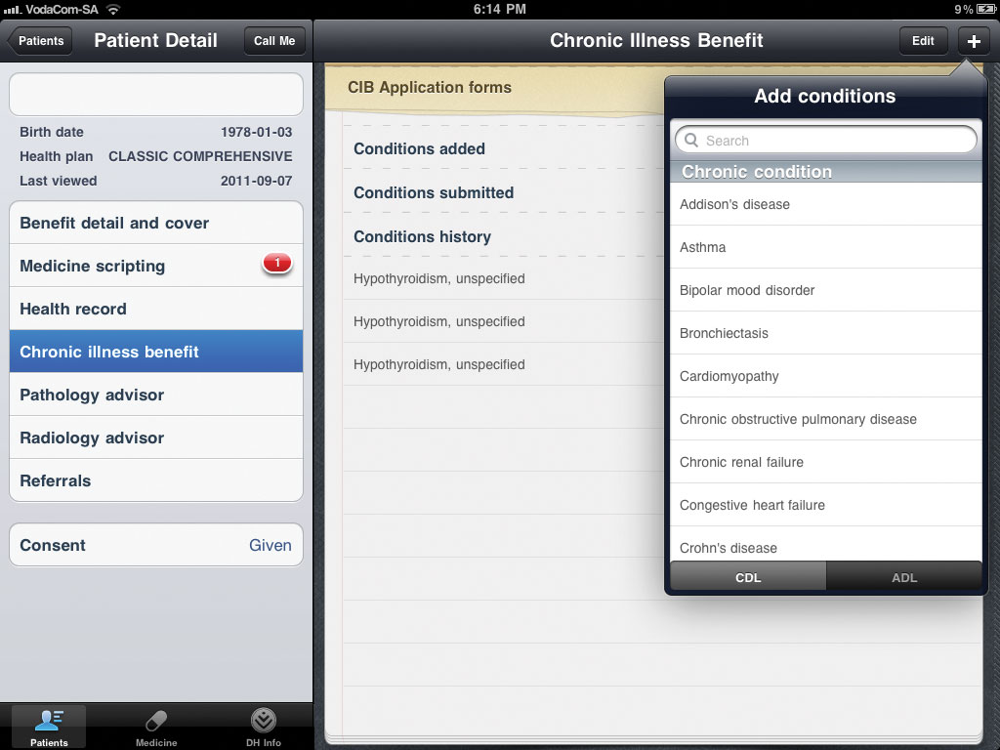 VodaCom-SA
6:14 PM
9%
Patients
Patient Detail
Call Me
Birth date 1978-01-03
Health plan CLASSIC COMPREHENSIVE
Last viewed 2011-09-07
Benefit detail and cover
Medicine scripting 1
Health record
Chronic illness benefit
Pathology advisor
Radiology advisor
Referrals
Consent Given
Patients
Medicine
DH Info
Chronic Illness Benefit
Edit
+
CIB Application forms
Conditions added
Conditions submitted
Conditions history
Hypothyroidism, unspecified
Hypothyroidism, unspecified
Hypothyroidism, unspecified
Add conditions
Search
Chronic condition
Addison's disease
Asthma
Bipolar mood disorder
Bronchiectasis
Cardiomyopathy
Chronic obstructive pulmonary disease
Chronic renal failure
Congestive heart failure
Crohn's disease
CDL
ADL